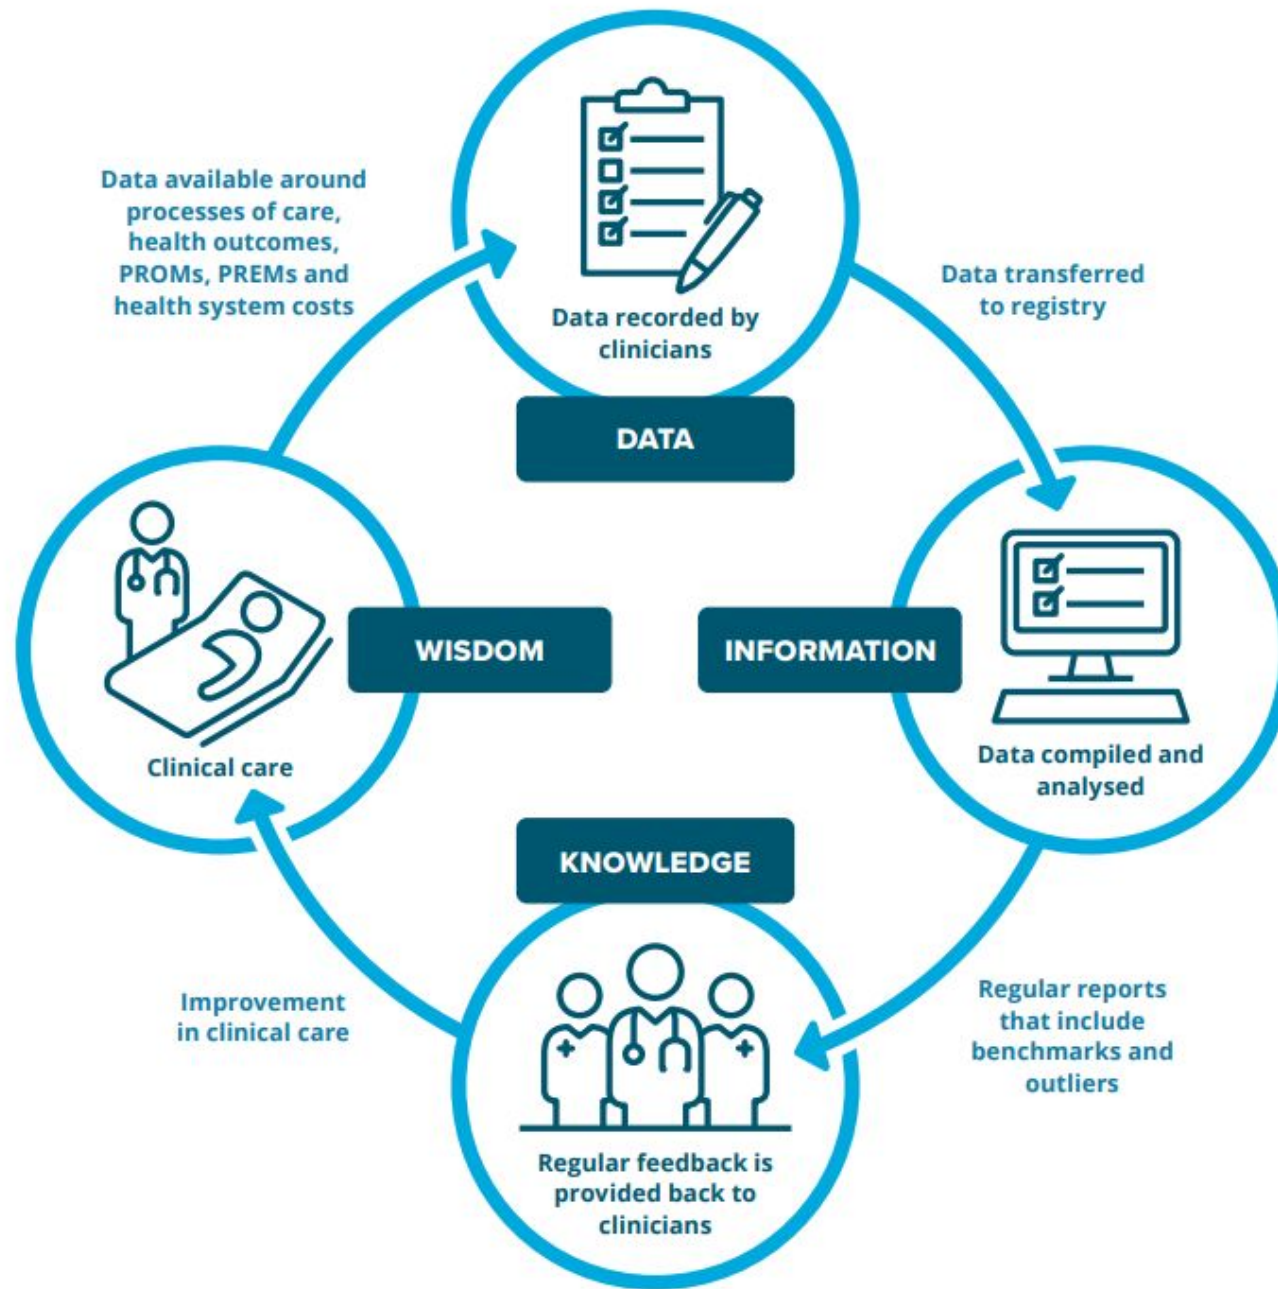 Data available around
processes of care,
health outcomes,
PROMs, PREMs and
health system costs
Data recorded by
clinicians
DATA
Data transferred
to registry
INFORMATION
Data compiled and
analysed
Regular reports
that include
benchmarks and
outliers
KNOWLEDGE
Regular feedback is
provided back to
clinicians
Improvement
in clinical care
WISDOM
Clinical care